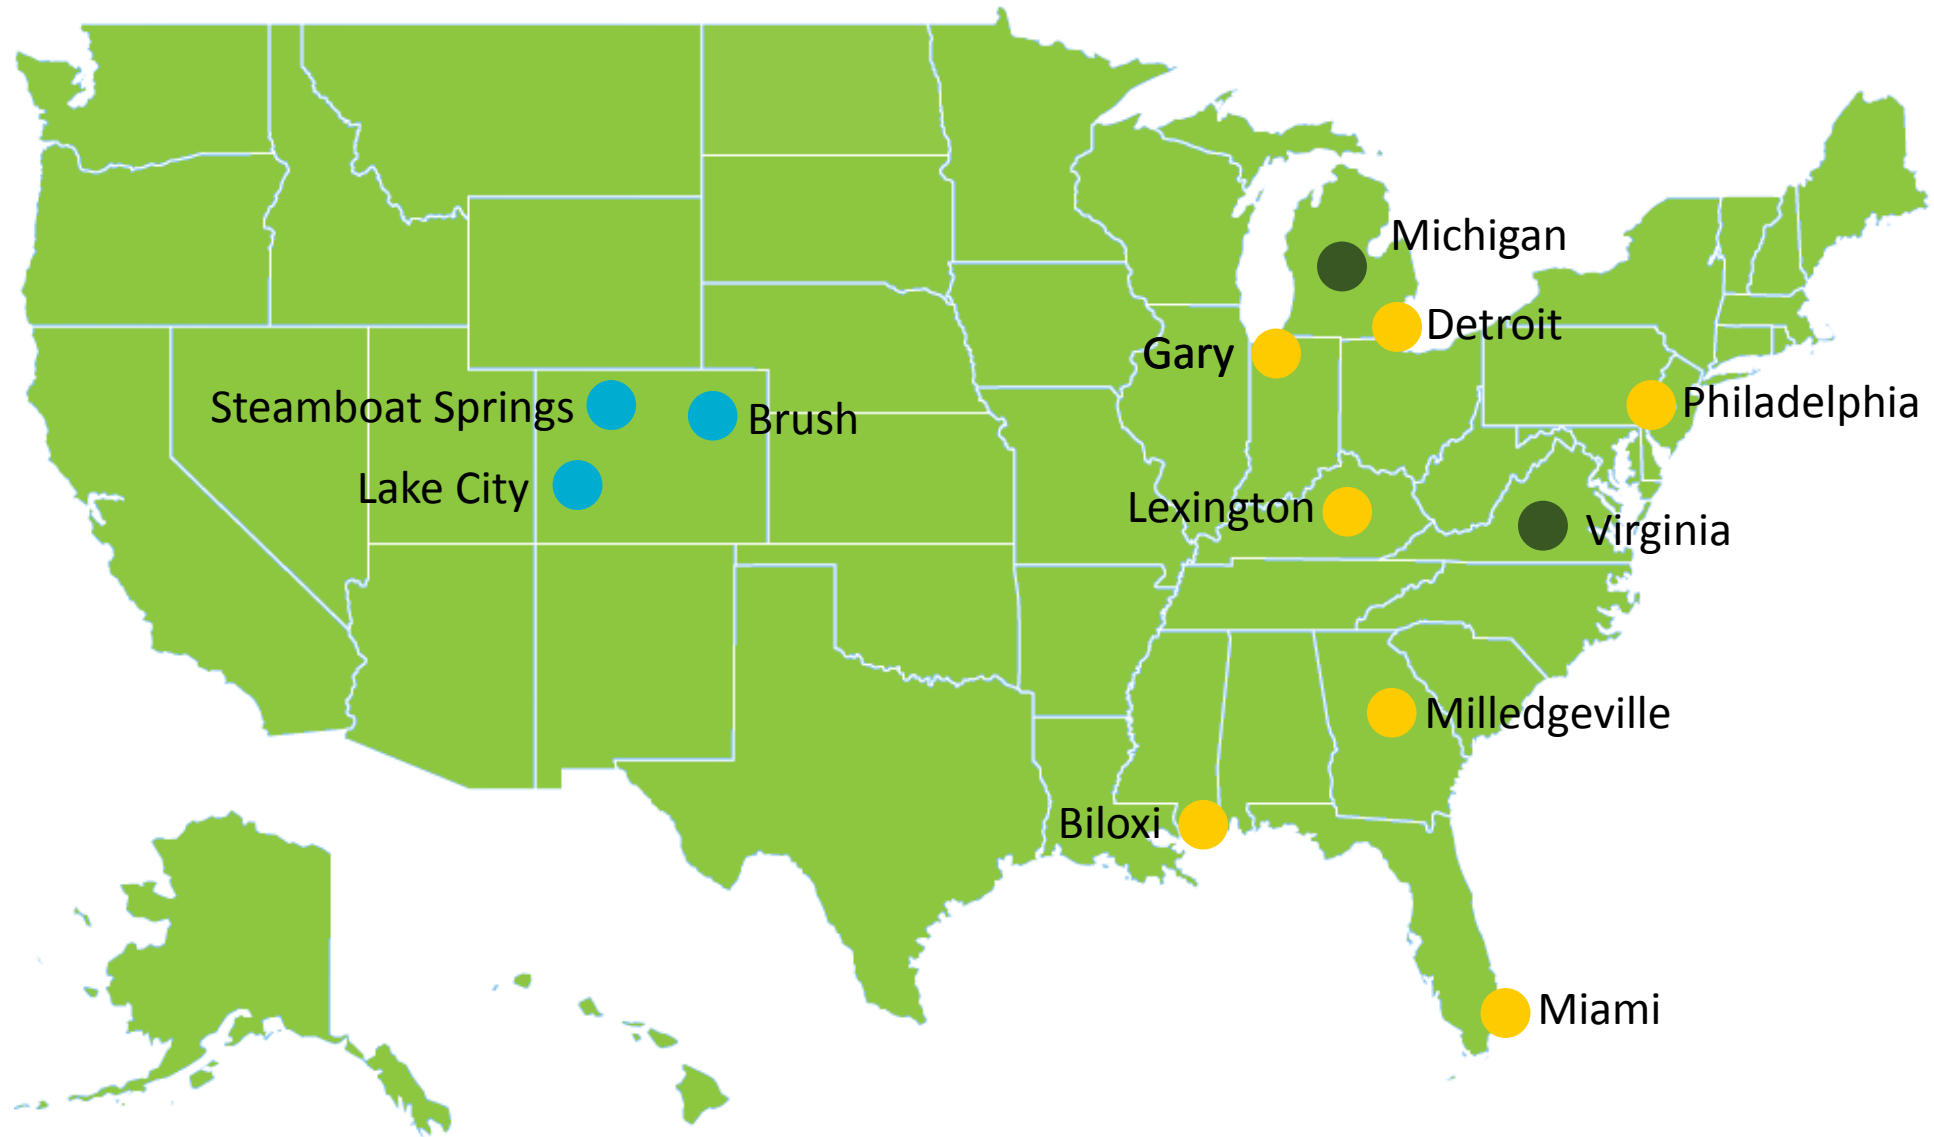 Michigan
Detroit
Gary
Philadelphia
Steamboat Springs
Brush
Lake City
Lexington
Virginia
Milledgeville
Biloxi
Miami